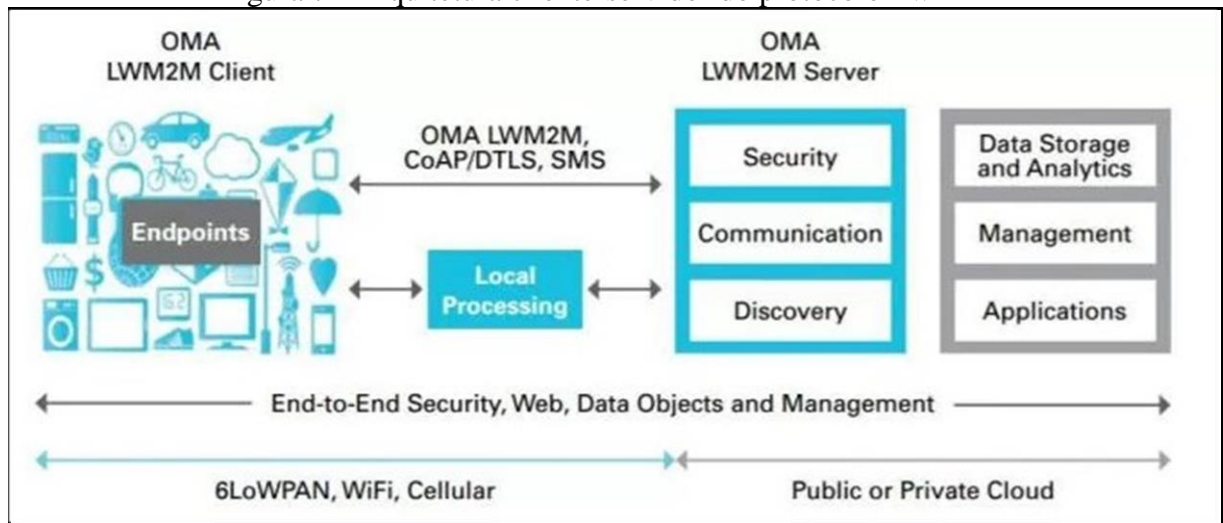 OMA
LWM2M Client
OMA
LWM2M Server
OMA LWM2M,
CoAP/DTLS, SMS
Endpoints
16.2
$
Local
Processing
Security
Communication
Discovery
Data Storage
and Analytics
Management
Applications
End-to-End Security, Web, Data Objects and Management
6LoWPAN, WiFi, Cellular
Public or Private Cloud